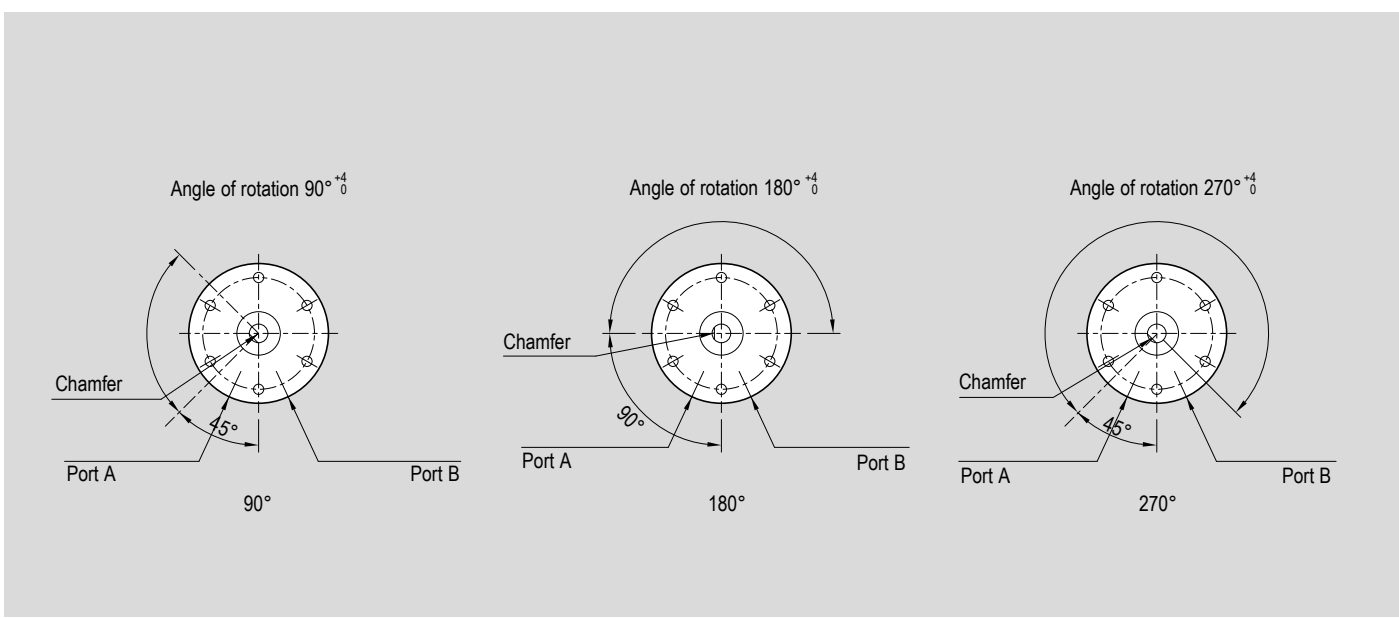 Angle of rotation 90° +4 0
Angle of rotation 180° +4 0
Angle of rotation 270° +4 0
Chamfer
45°
Port A
Port B
90°
Chamfer
90°
Port A
Port B
180°
Chamfer
45°
Port A
Port B
270°